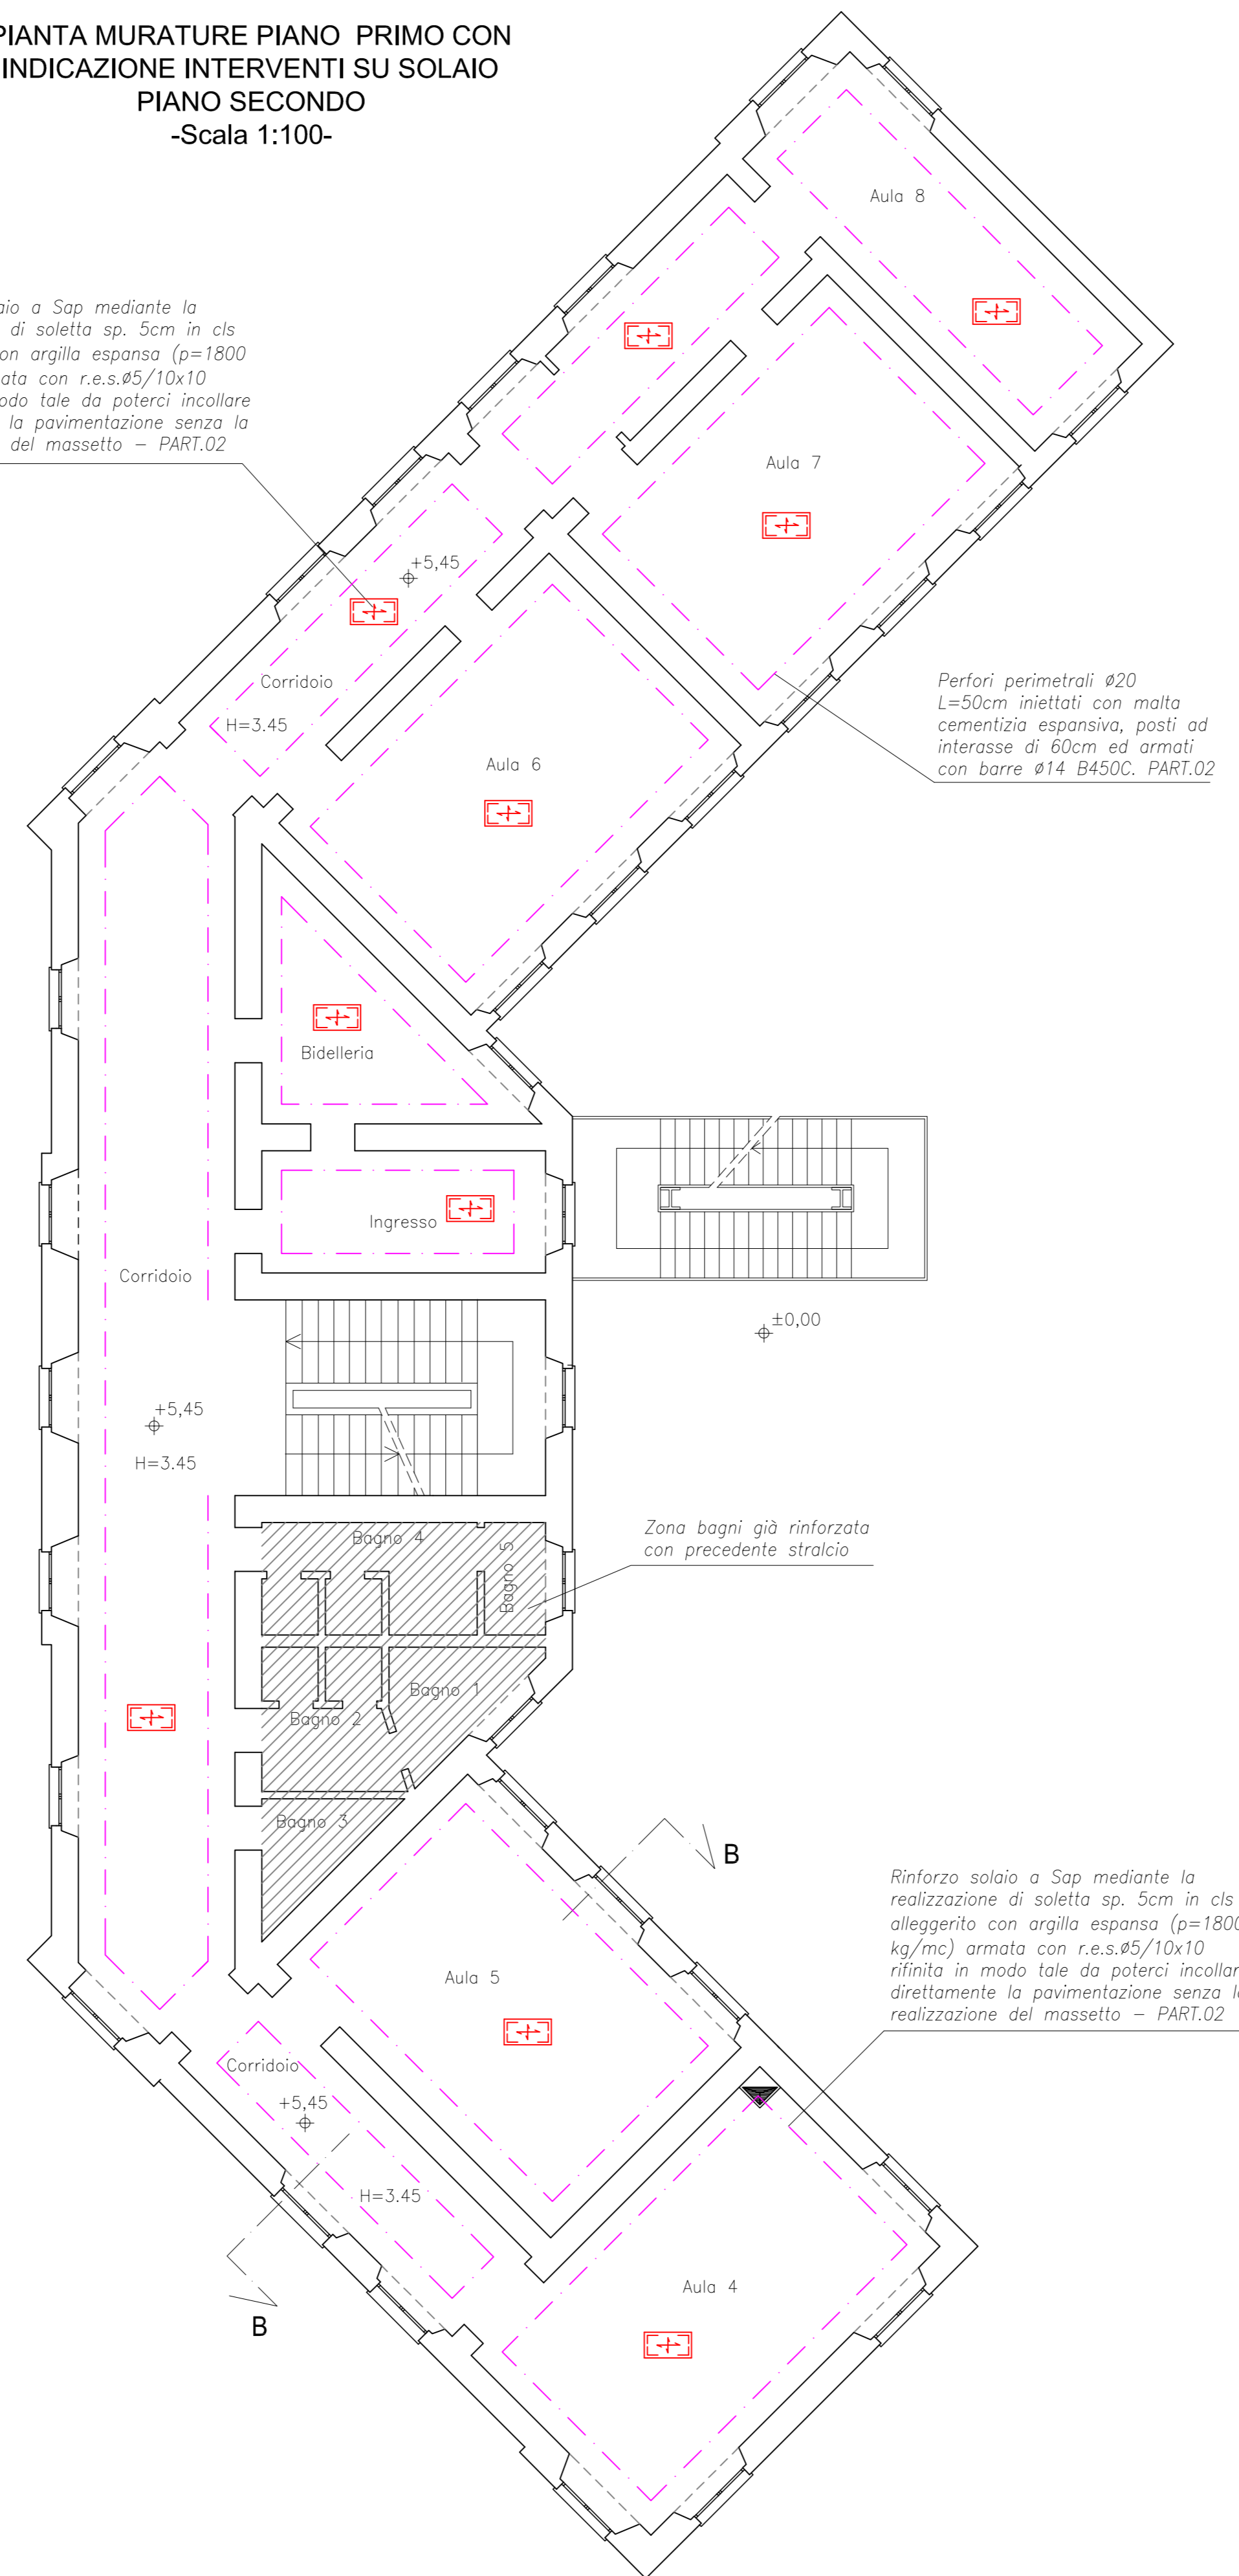 PIANTA MURATURE PIANO PRIMO CON
INDICAZIONE INTERVENTI SU SOLAIO
PIANO SECONDO
-Scala 1:100-
a Sap mediante la
di soletta sp. 5cm in cls
argilla espansa (p=1800
con r.e.s.ø5/10x10
tale da poterci incollare
la pavimentazione senza la
del massetto – PART.02
Aula 8
Aula 7
+5,45
Corridoio
H=3.45
Aula 6
Perfori perimetrali ø20
L=50cm iniettati con malta
cementizia espansiva, posti ad
interasse di 60cm ed armati
con barre ø14 B450C. PART.02
Bidelleria
Ingresso
Corridoio
±0,00
+5,45
H=3.45
Zona bagni già rinforzata
con precedente stralcio
Bagno 4
Bagno 5
Bagno 1
Bagno 2
Bagno 3
B
Rinforzo solaio a Sap mediante la
realizzazione di soletta sp. 5cm in cls
alleggerito con argilla espansa (p=1800
kg/mc) armata con r.e.s.ø5/10x10
rifinita in modo tale da poterci
direttamente la pavimentazione senza
realizzazione del massetto – PART.02
Aula 5
Corridoio
+5,45
H=3.45
Aula 4
B